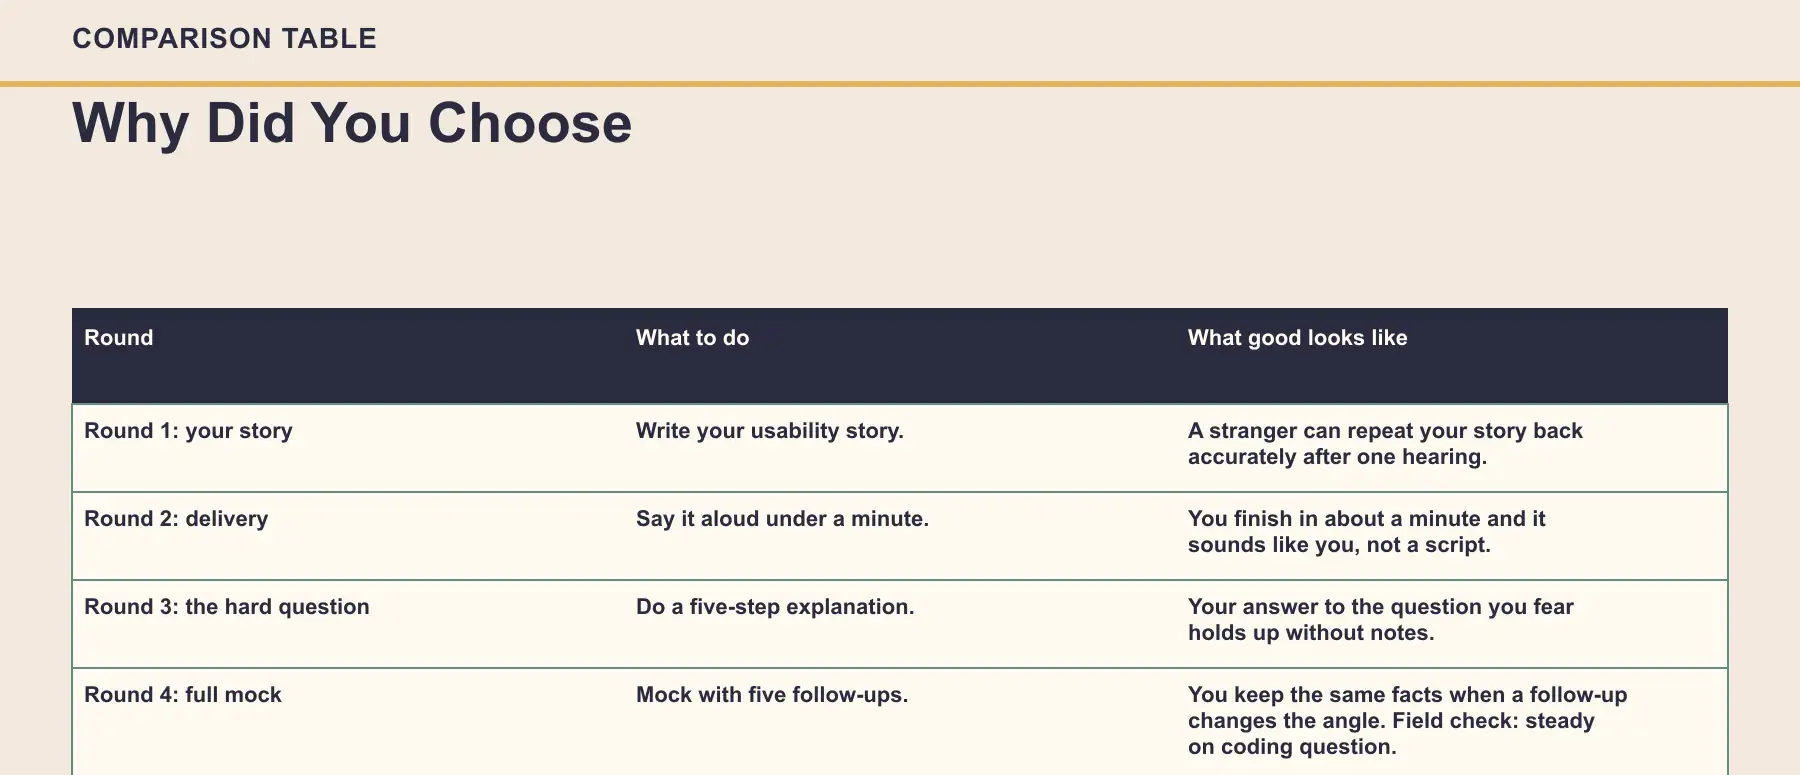 COMPARISON TABLE
Why Did You Choose
Round
What to do
What good looks like
Round 1: your story
Write your usability story.
A stranger can repeat your story back
accurately after one hearing.
Round 2: delivery
Say it aloud under a minute.
You finish in about a minute and it
sounds like you, not a script.
Round 3: the hard question
Do a five-step explanation.
Your answer to the question you fear
holds up without notes.
Round 4: full mock
Mock with five follow-ups.
You keep the same facts when a follow-up
changes the angle. Field check: steady
on coding question.